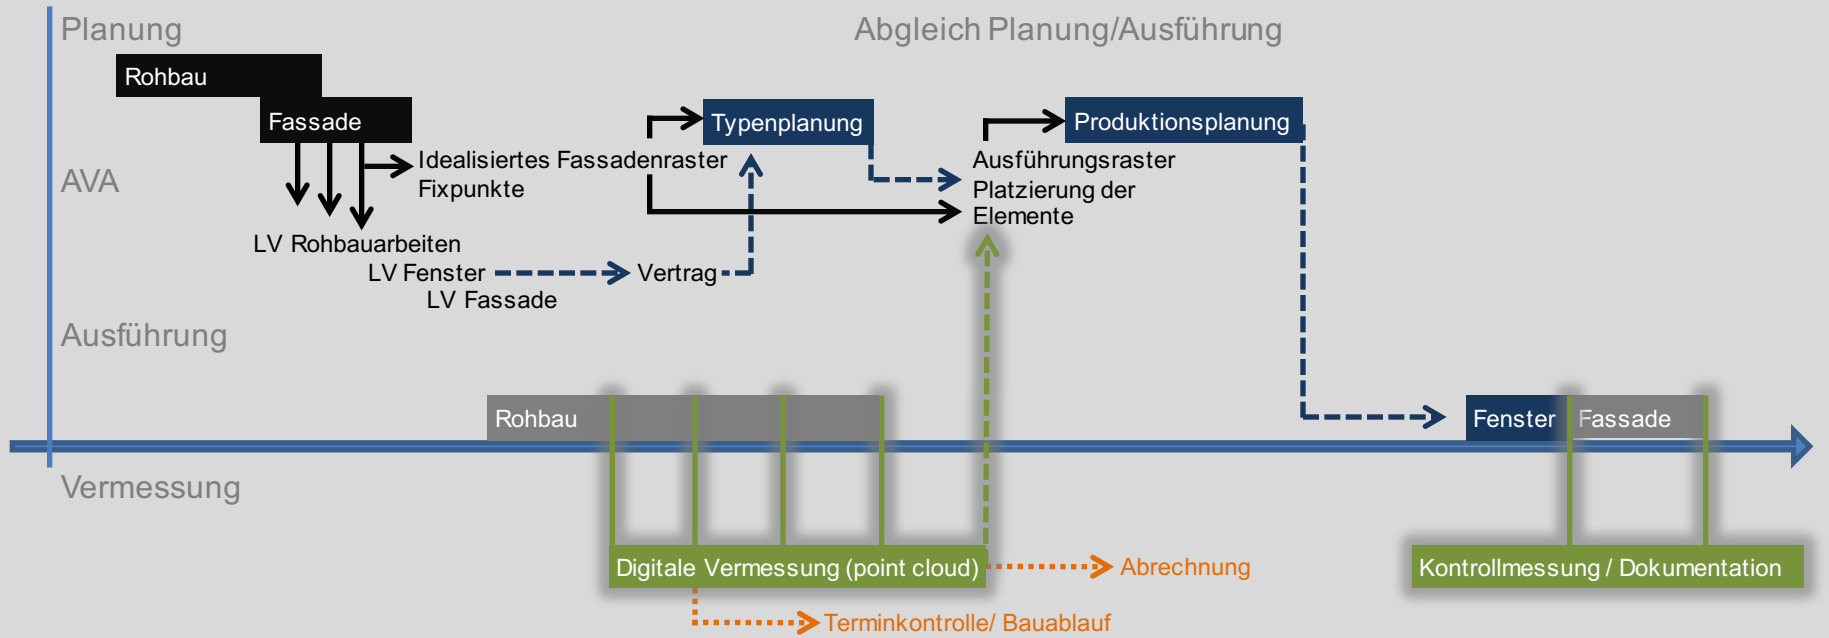 Planung
Abgleich Planung/Ausführung
Rohbau
Fassade
Typenplanung
Produktionsplanung
Idealisiertes Fassadenraster
Fixpunkte
Ausführungsraster
Platzierung der
Elemente
AVA
LV Rohbauarbeiten
LV Fenster
Vertrag
LV Fassade
Ausführung
Rohbau
Fenster
Fassade
Vermessung
Digitale Vermessung (point cloud)
Abrechnung
Kontrollmessung / Dokumentation
Terminkontrolle/ Bauablauf